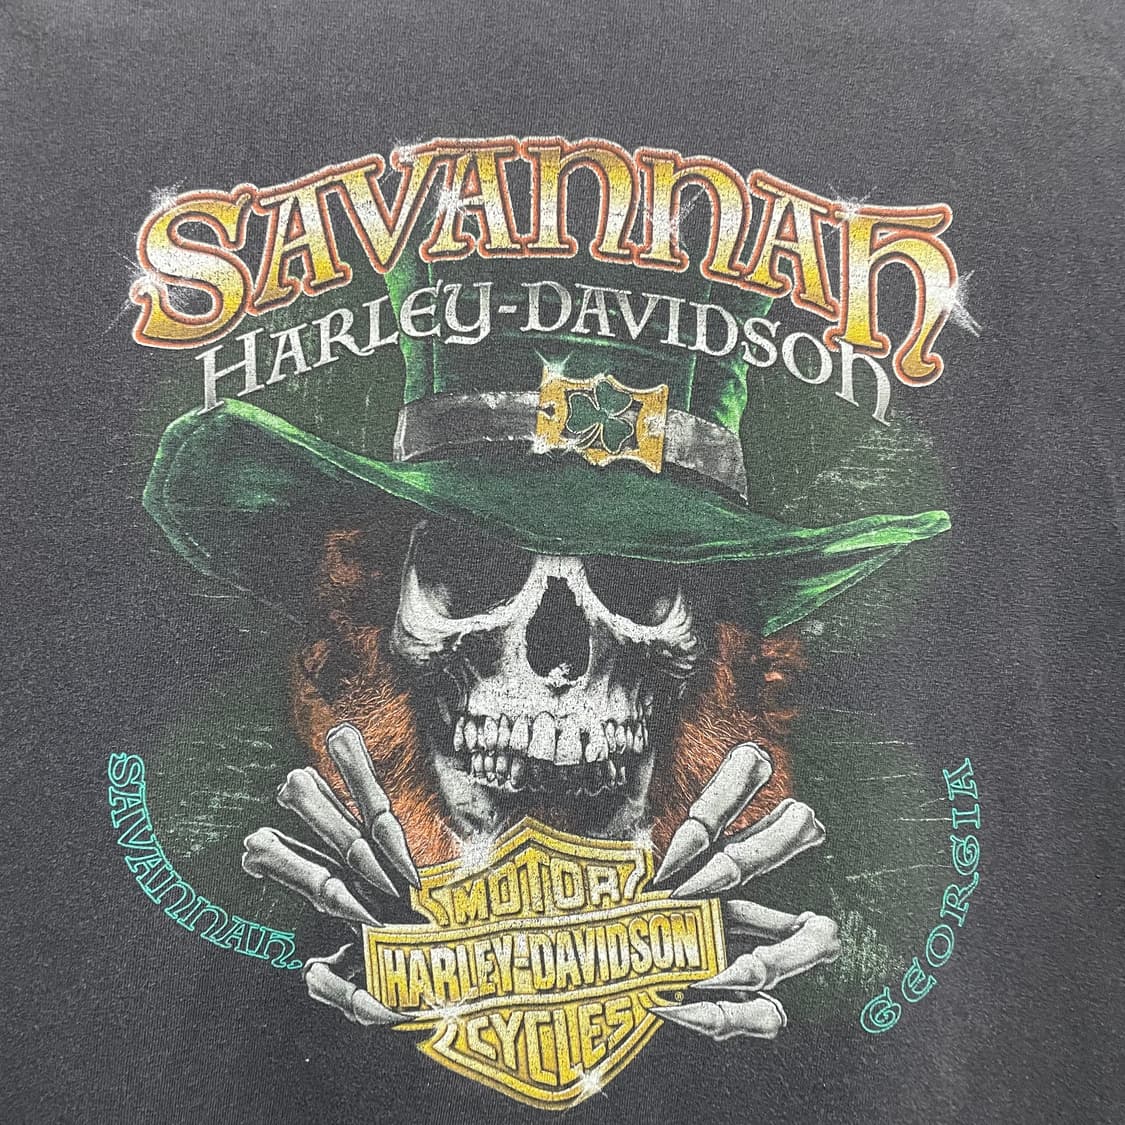 SAVANNAH
HARLEY-DAVIDSON
MOTOR
HARLEY-DAVIDSON
®
CYCLES
SAVANNAH,
GEORGIA